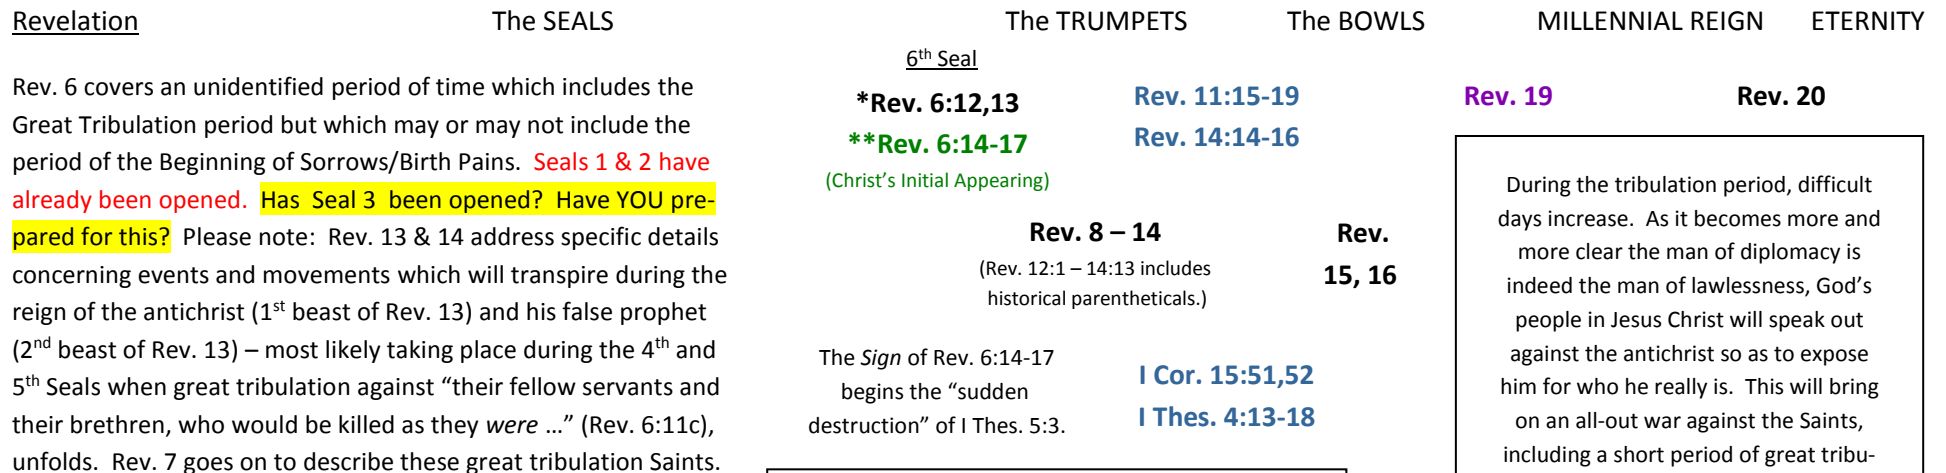 Revelation The SEALS The TRUMPETS The BOWLS MILLENNIAL REIGN ETERNITY
Rev. 6 covers an unidentified period of time which includes the
Great Tribulation period but which may or may not include the
period of the Beginning of Sorrows/Birth Pains. Seals 1 & 2 have
already been opened. Has Seal 3 been opened? Have YOU pre-
pared for this? Please note: Rev. 13 & 14 address specific details
concerning events and movements which will transpire during the
reign of the antichrist (1st beast of Rev. 13) and his false prophet
(2nd beast of Rev. 13) – most likely taking place during the 4th and
5th Seals when great tribulation against “their fellow servants and
their brethren, who would be killed as they were …” (Rev. 6:11c),
unfolds. Rev. 7 goes on to describe these great tribulation Saints.
6th Seal
*Rev. 6:12,13
**Rev. 6:14-17
(Christ’s Initial Appearing)
Rev. 11:15-19
Rev. 14:14-16
Rev. 8 – 14
(Rev. 12:1 – 14:13 includes
historical parentheticals.)
Rev.
15, 16
The Sign of Rev. 6:14-17
begins the “sudden
destruction” of I Thes. 5:3.
I Cor. 15:51,52
I Thes. 4:13-18
Rev. 19 Rev. 20
During the tribulation period, difficult
days increase. As it becomes more and
more clear the man of diplomacy is
indeed the man of lawlessness, God’s
people in Jesus Christ will speak out
against the antichrist so as to expose
him for who he really is. This will bring
on an all-out war against the Saints,
including a short period of great tribu-